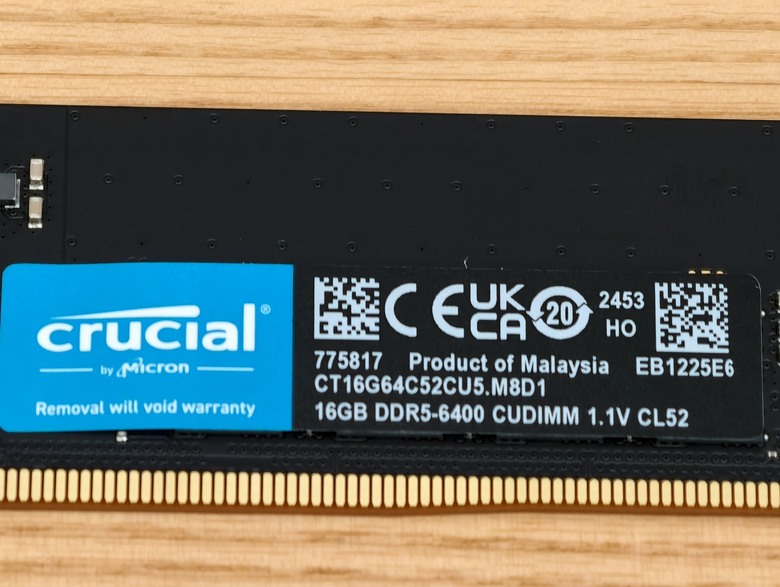 crucial®
by Micron
Removal will void warranty
CE UK CA 20 2453
HO
775817 Product of Malaysia EB1225E6
CT16G64C52CU5.M8D1
16GB DDR5-6400 CUDIMM 1.1V CL52